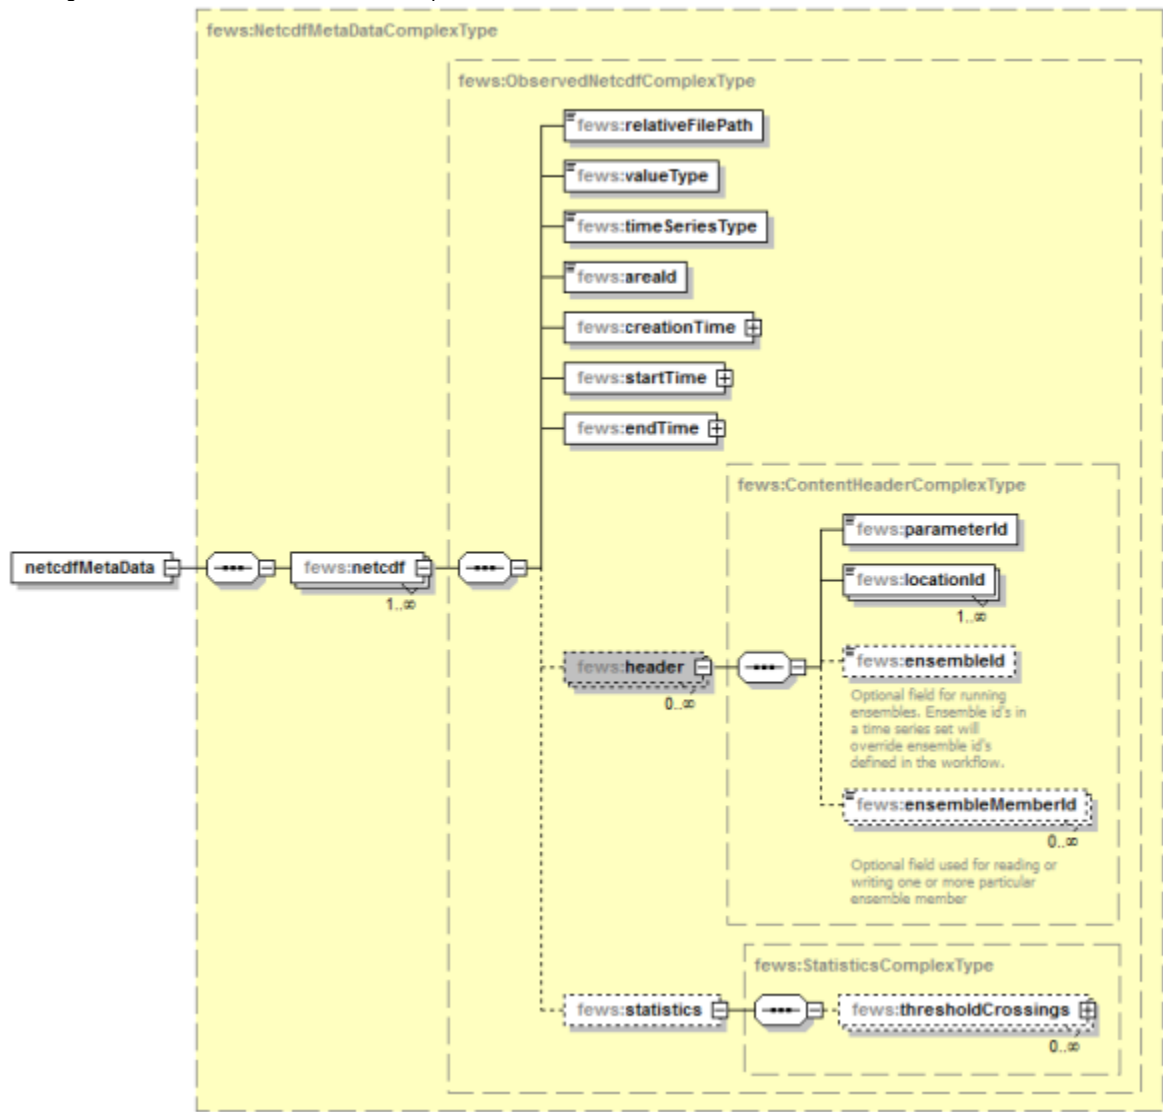 fews:NetcdfMetaDataComplexType
fews:ObservedNetcdfComplexType
fews:relativeFilePath
fews:valueType
fews:timeSeriesType
fews:areaId
fews:creationTime
fews:startTime
fews:endTime
fews:ContentHeaderComplexType
fews:parameterId
netcdfMetaData
fews:netcdf
1..∞
fews:locationId
1..∞
fews:header
0..∞
fews:ensembleId
Optional field for running
ensembles. Ensemble id's in
a time series set will
override ensemble id's
defined in the workflow.
fews:ensembleMemberId
0..∞
Optional field used for reading or
writing one or more particular
ensemble member
fews:StatisticsComplexType
fews:statistics
fews:thresholdCrossings
0..∞